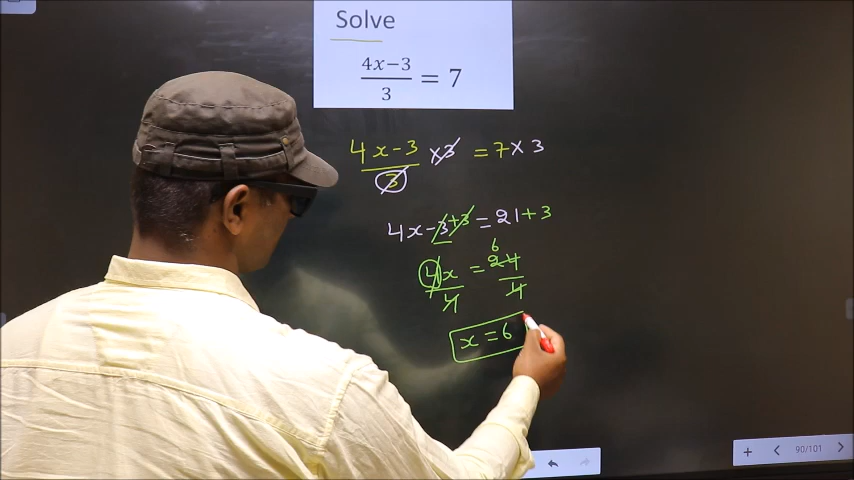 Solve
4x−3
3
= 7
4x-3 ×3 = 7×3
3
4x-3+3 = 21+3
6
4x = 24
4 4
x = 6
90/101